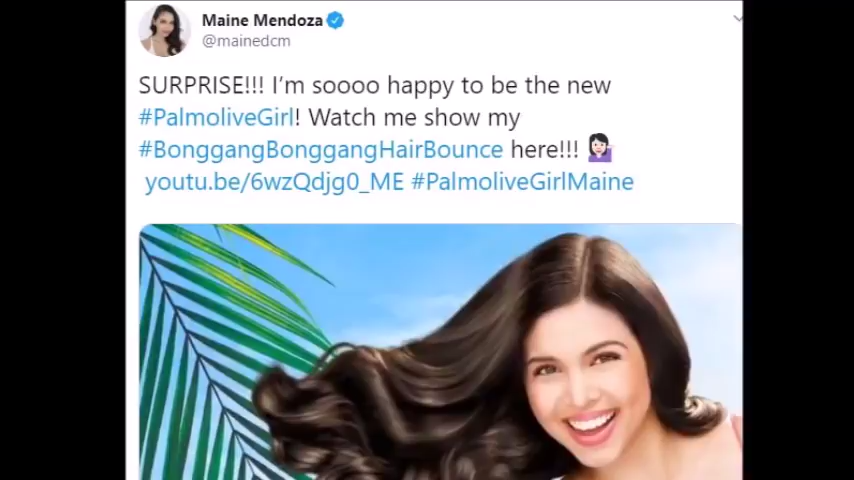 Maine Mendoza
@mainedcm
SURPRISE!!! I'm soooo happy to be the new
#PalmoliveGirl! Watch me show my
#BonggangBonggangHairBounce here!!! 💁🏻‍♀️
youtu.be/6wzQdjg0_ME #PalmoliveGirlMaine